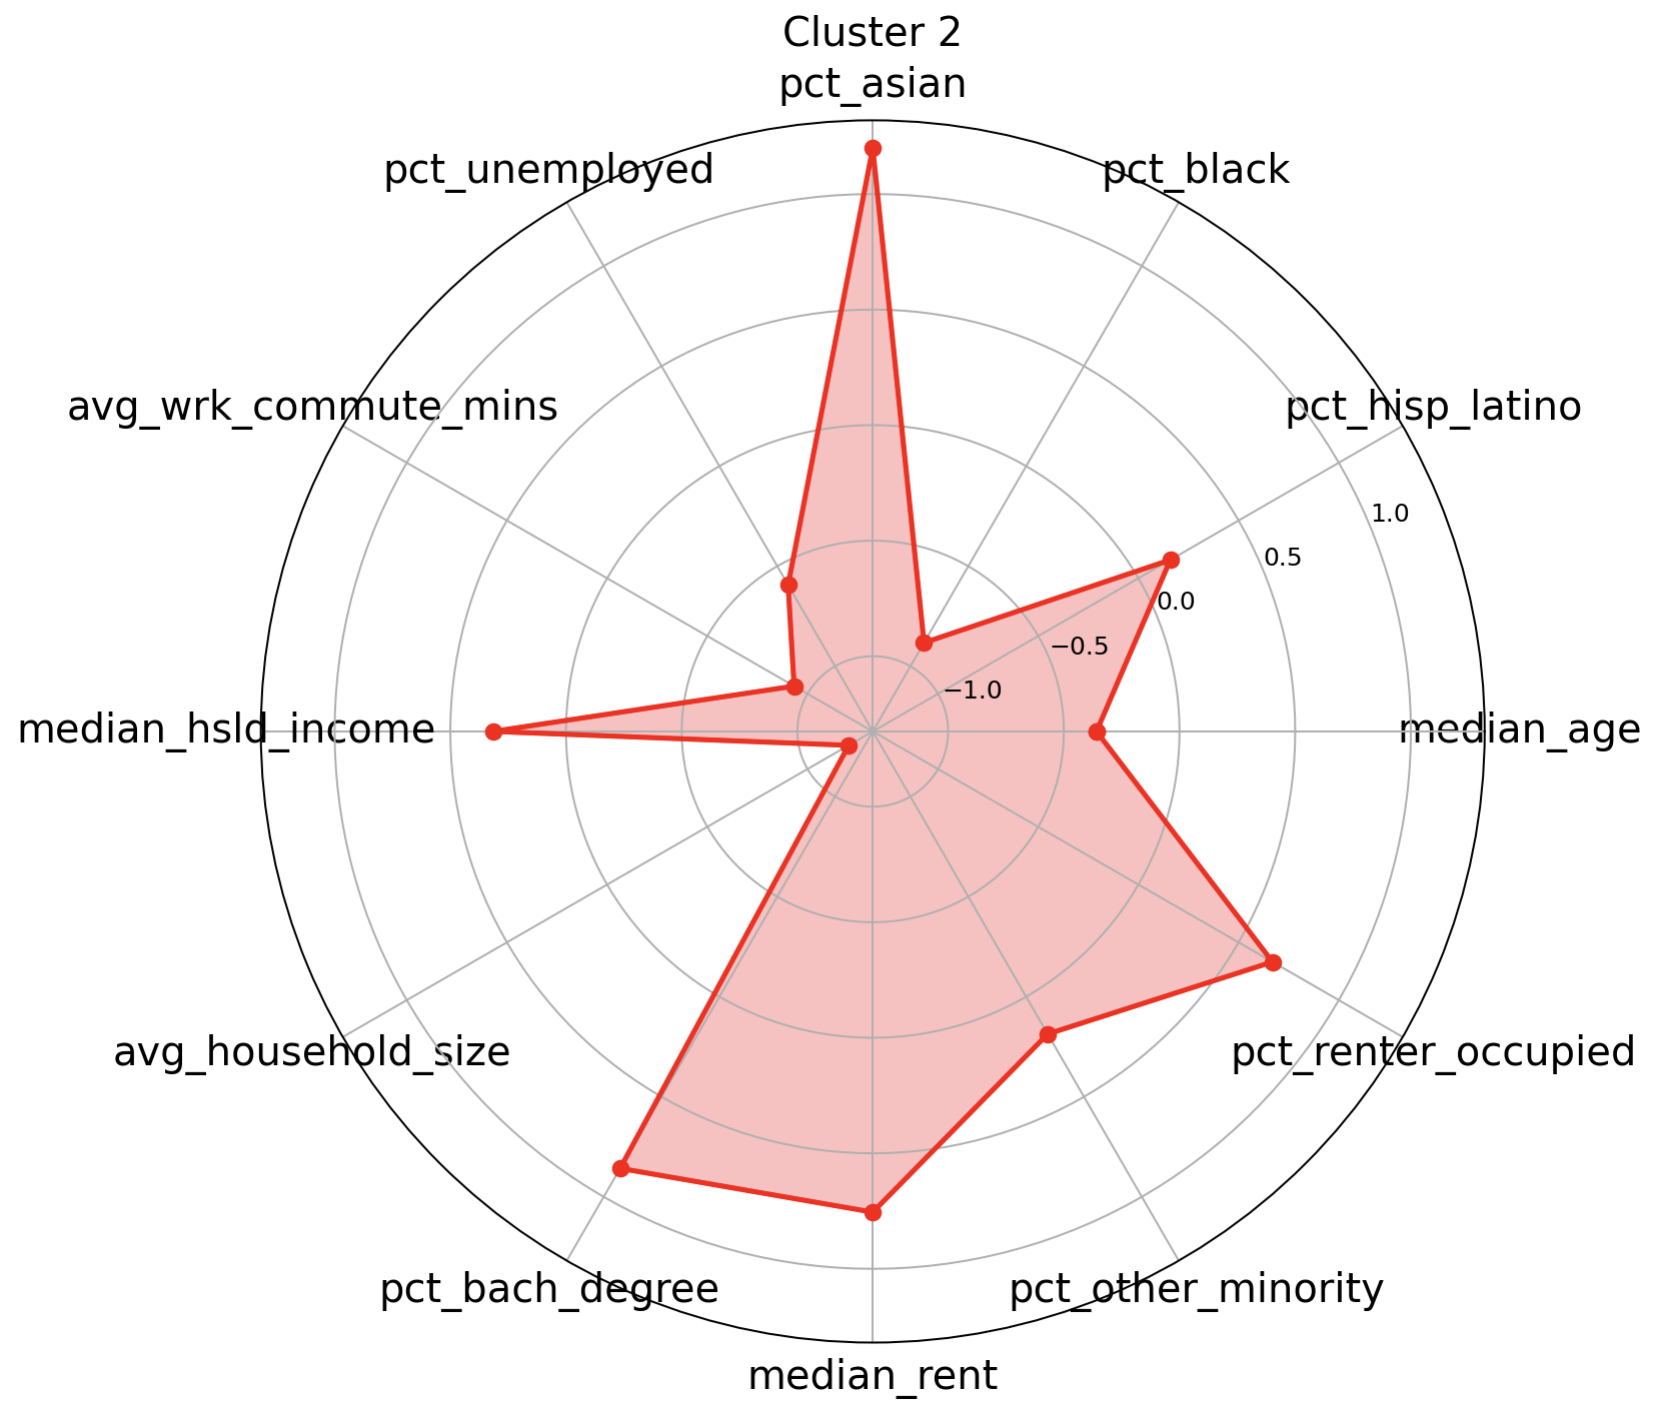 Cluster 2
pct_asian
pct_unemployed
pct_black
avg_wrk_commute_mins
pct_hisp_latino
1.0
0.5
0.0
−0.5
−1.0
median_hsld_income
median_age
avg_household_size
pct_renter_occupied
pct_bach_degree
pct_other_minority
median_rent